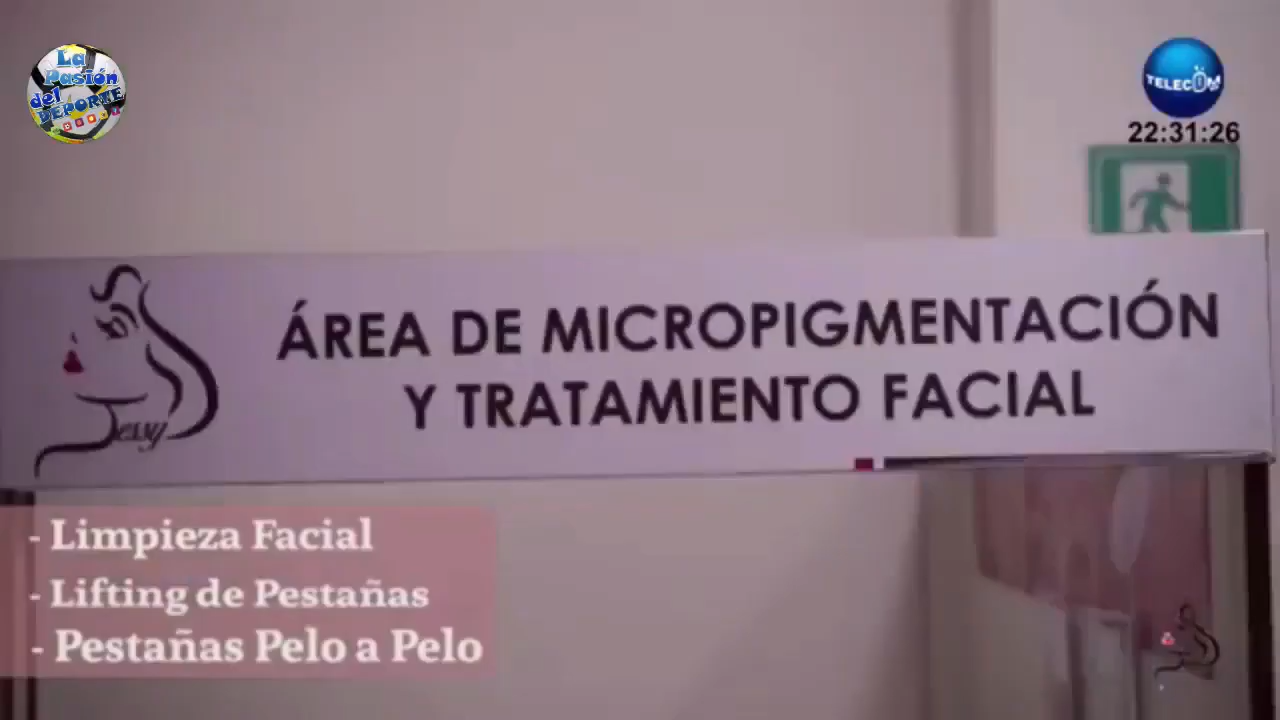 La
Pasión
del
DEPORTE
TELECOM
22:31:26
ÁREA DE MICROPIGMENTACIÓN
Y TRATAMIENTO FACIAL
Jessy
- Limpieza Facial
- Lifting de Pestañas
- Pestañas Pelo a Pelo